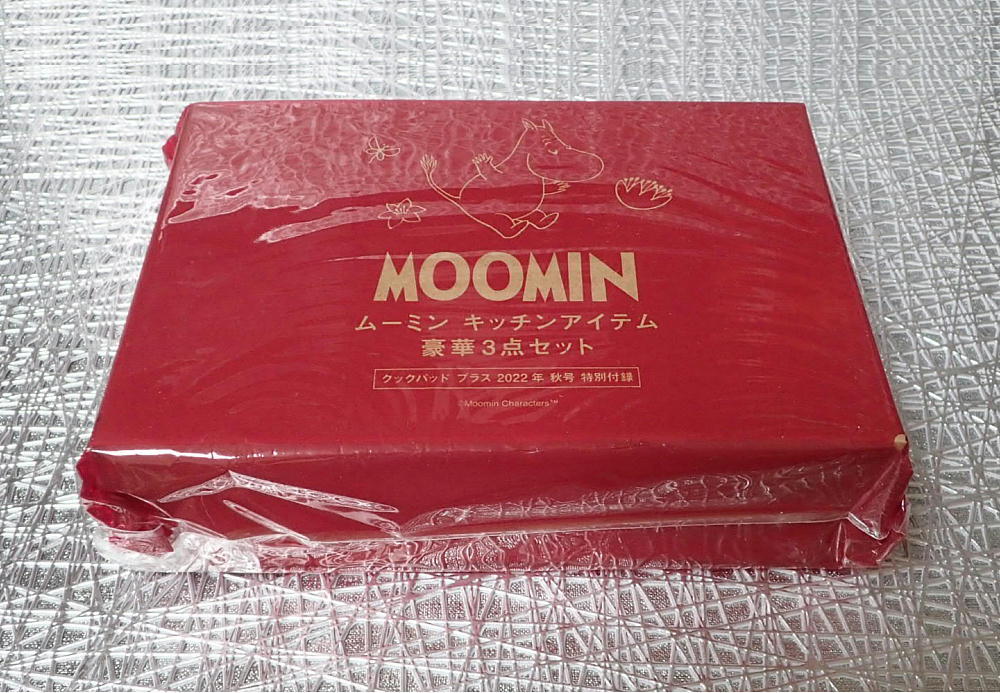 MOOMIN
ムーミン キッチンアイテム
豪華3点セット
クックパッド プラス 2022年 秋号 特別付録
©Moomin Characters™